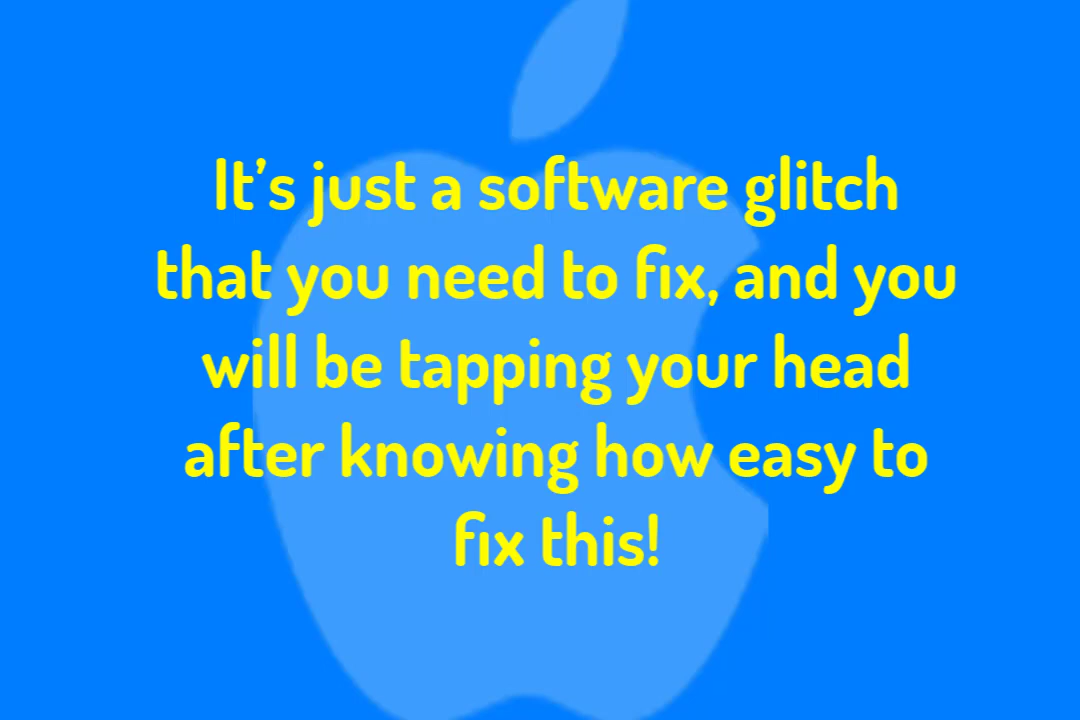 It’s just a software glitch
that you need to fix, and you
will be tapping your head
after knowing how easy to
fix this!